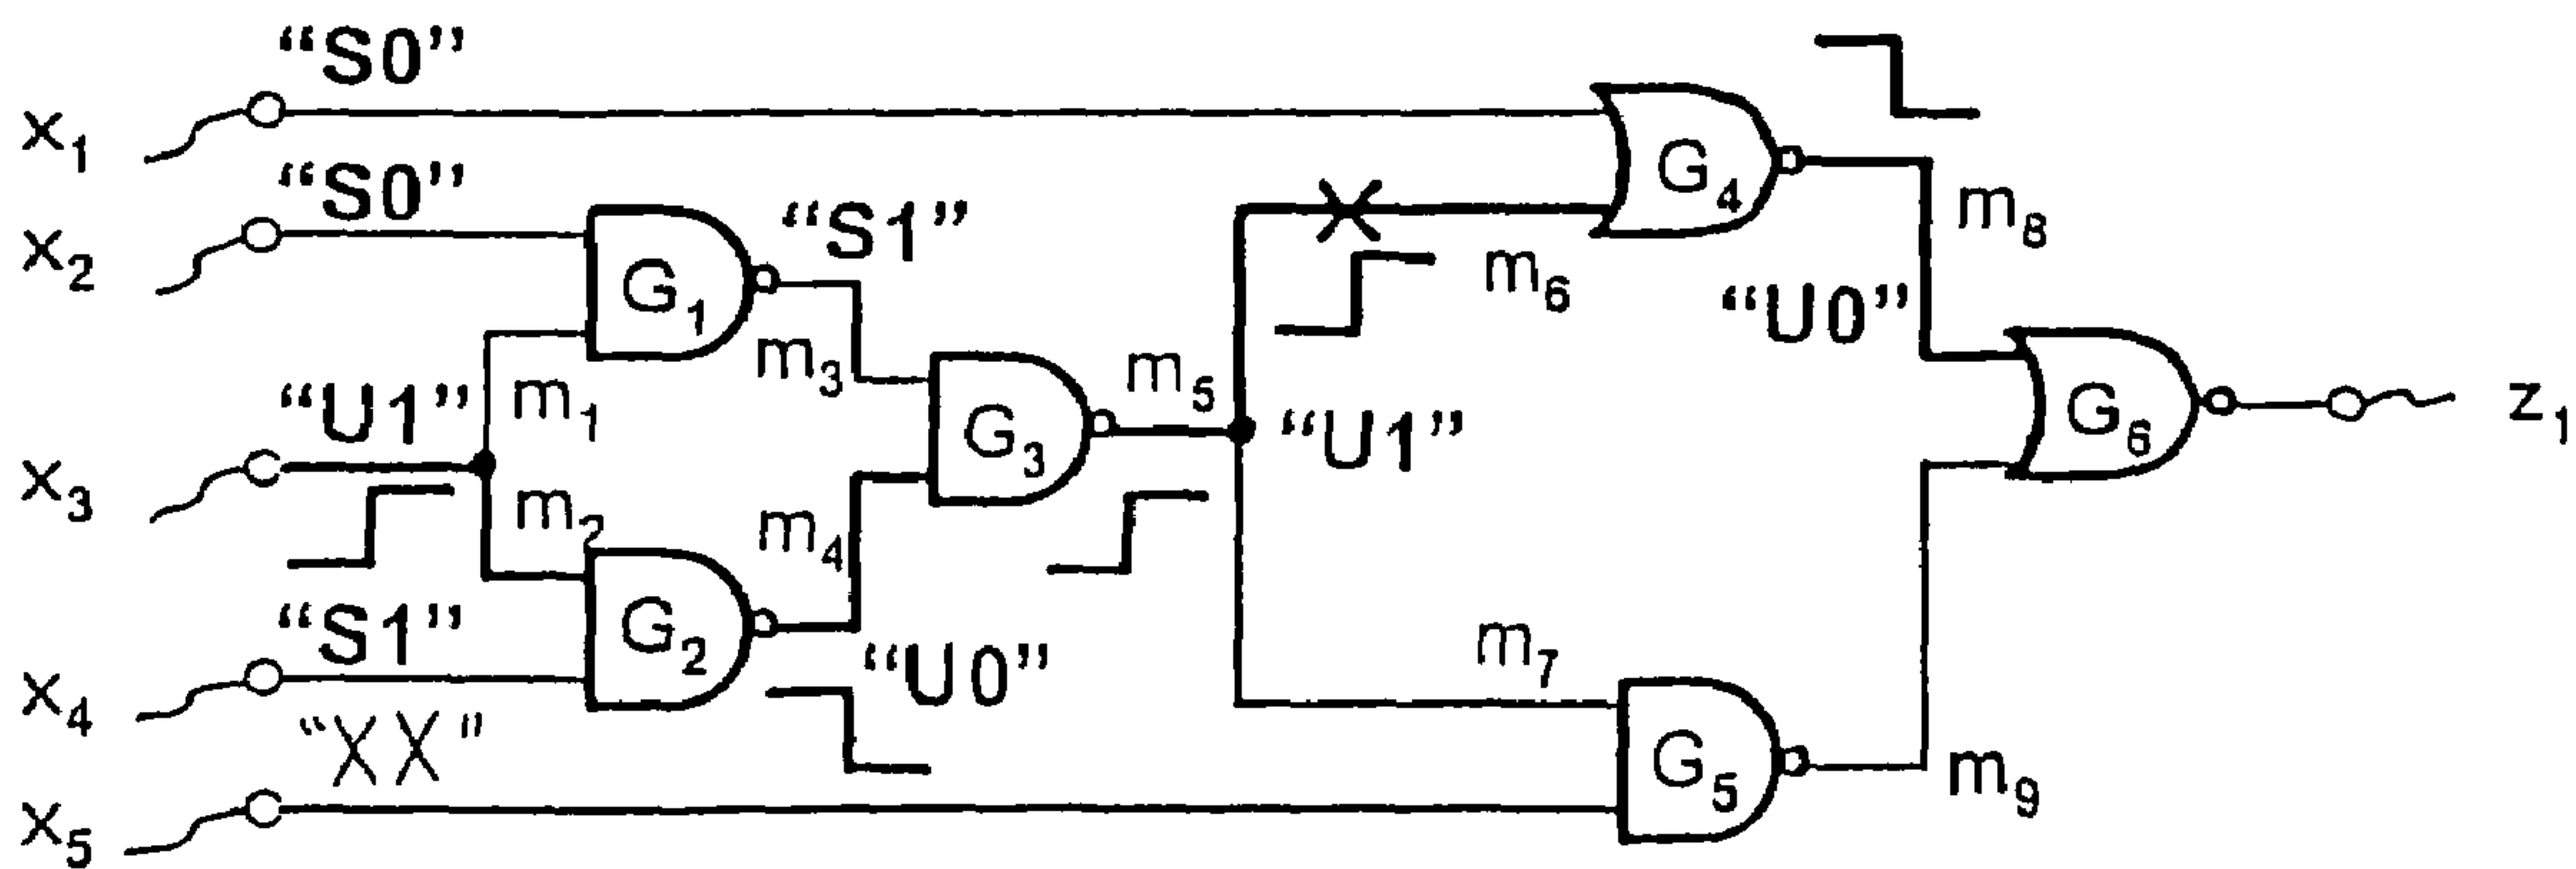 “S0”
x₁
“S0”
x₂
G₁
“S1”
m₁
m₃
“U1”
x₃
m₂
G₂
“S1”
x₄
“XX”
x₅
m₄
“U0”
G₃
m₅
“U1”
m₆
G₄
m₈
“U0”
m₇
G₅
m₉
G₆
z₁